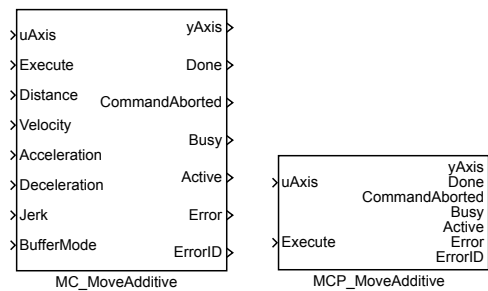 uAxis
Execute
Distance
Velocity
Acceleration
Deceleration
Jerk
BufferMode
yAxis
Done
CommandAborted
Busy
Active
Error
ErrorID
MC_MoveAdditive
uAxis
Execute
yAxis
Done
CommandAborted
Busy
Active
Error
ErrorID
MCP_MoveAdditive